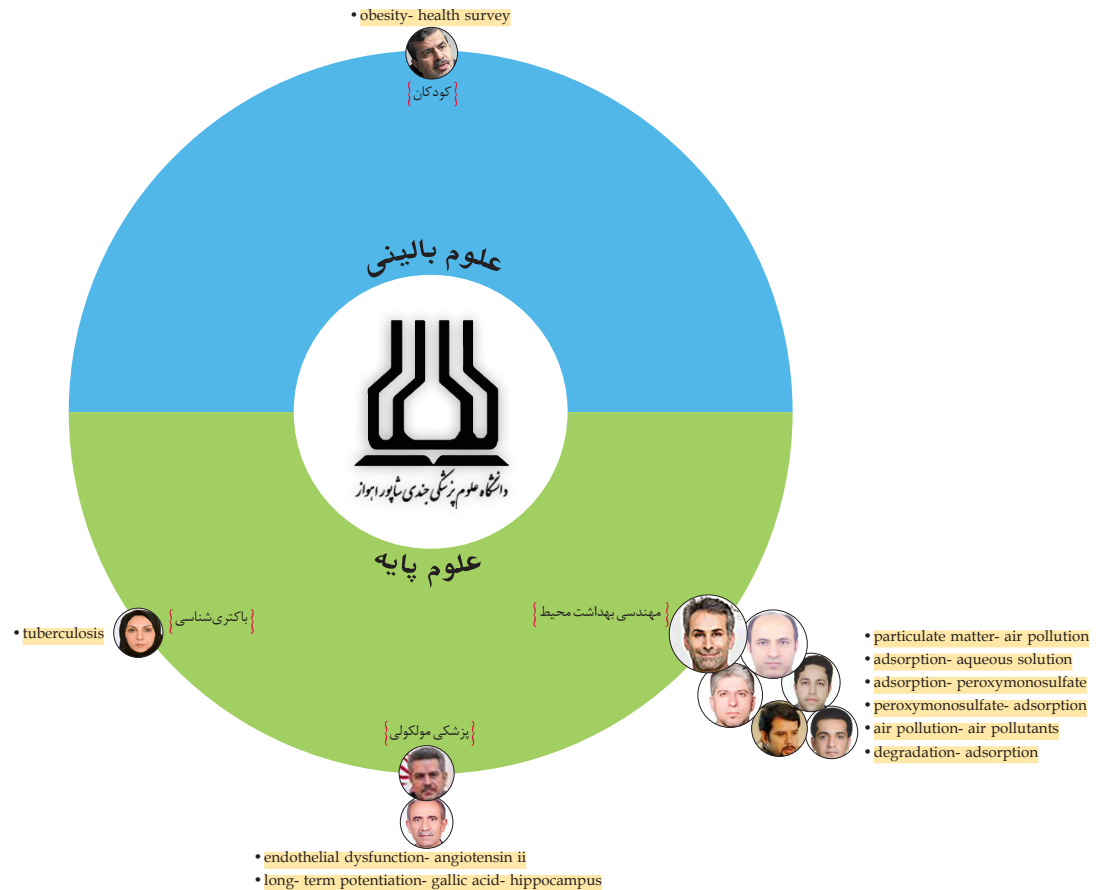 • obesity- health survey
{کودکان}
علوم بالینی
دانشگاه علوم پزشکی جندی شاپور اهواز
علوم پایه
{مهندسی بهداشت محیط}
{باکتری‌شناسی}
• tuberculosis
• particulate matter- air pollution
• adsorption- aqueous solution
• adsorption- peroxymonosulfate
• peroxymonosulfate- adsorption
• air pollution- air pollutants
• degradation- adsorption
{پزشکی مولکولی}
• endothelial dysfunction- angiotensin ii
• long- term potentiation- gallic acid- hippocampus